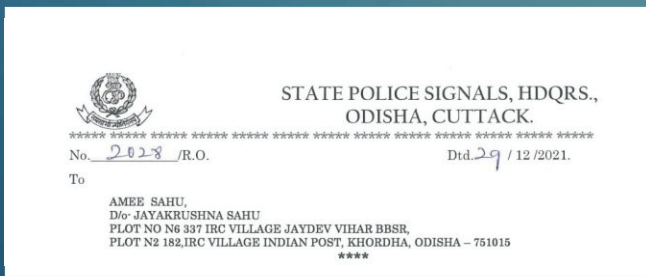 STATE POLICE SIGNALS, HDQRS.,
ODISHA, CUTTACK.
***** ***** ***** ***** ***** ***** ***** ***** ***** ***** ***** ***** ***** *****
No. 2028 /R.O. Dtd.29 / 12 /2021.
To
AMEE SAHU,
D/o- JAYAKRUSHNA SAHU
PLOT NO N6 337 IRC VILLAGE JAYDEV VIHAR BBSR,
PLOT N2 182,IRC VILLAGE INDIAN POST, KHORDHA, ODISHA – 751015
****